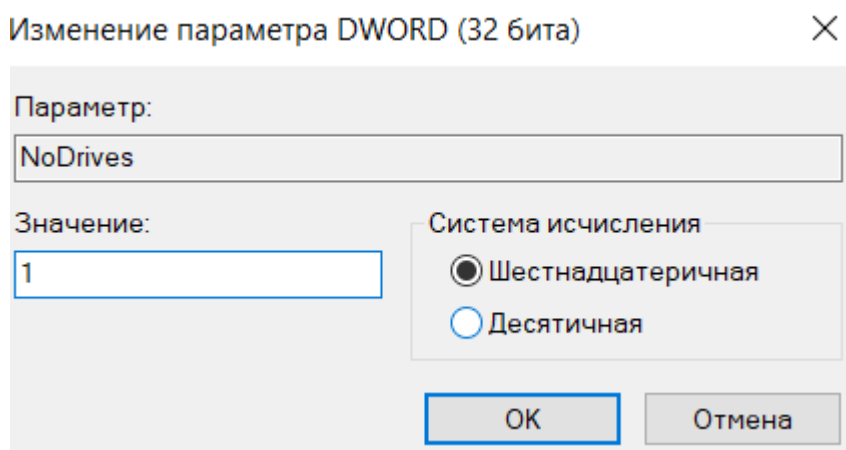 Изменение параметра DWORD (32 бита)
Параметр:
NoDrives
Значение:
1
Система исчисления
Шестнадцатеричная
Десятичная
OK
Отмена